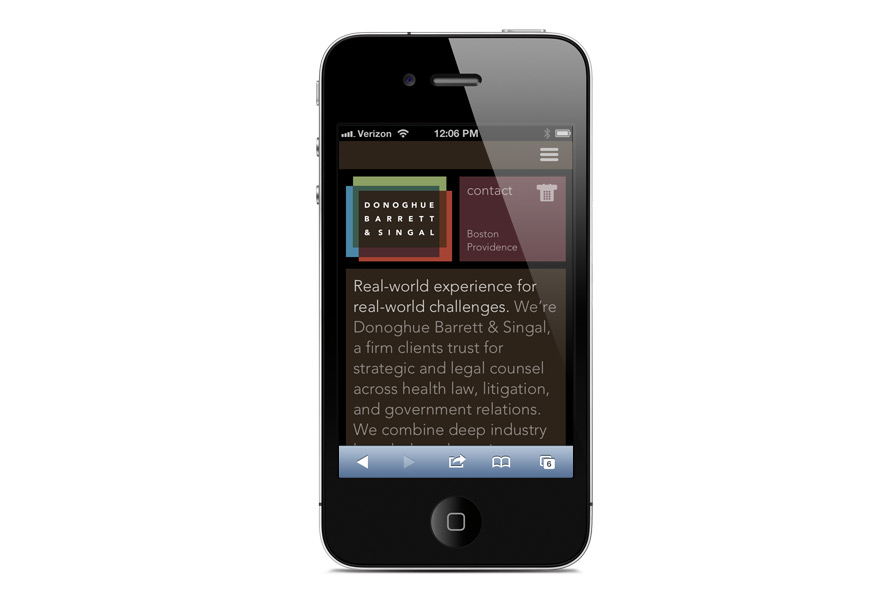 Verizon 12:06 PM
DONOGHUE
BARRETT
& SINGAL
contact
Boston
Providence
Real-world experience for
real-world challenges. We’re
Donoghue Barrett & Singal,
a firm clients trust for
strategic and legal counsel
across health law, litigation,
and government relations.
We combine deep industry
6